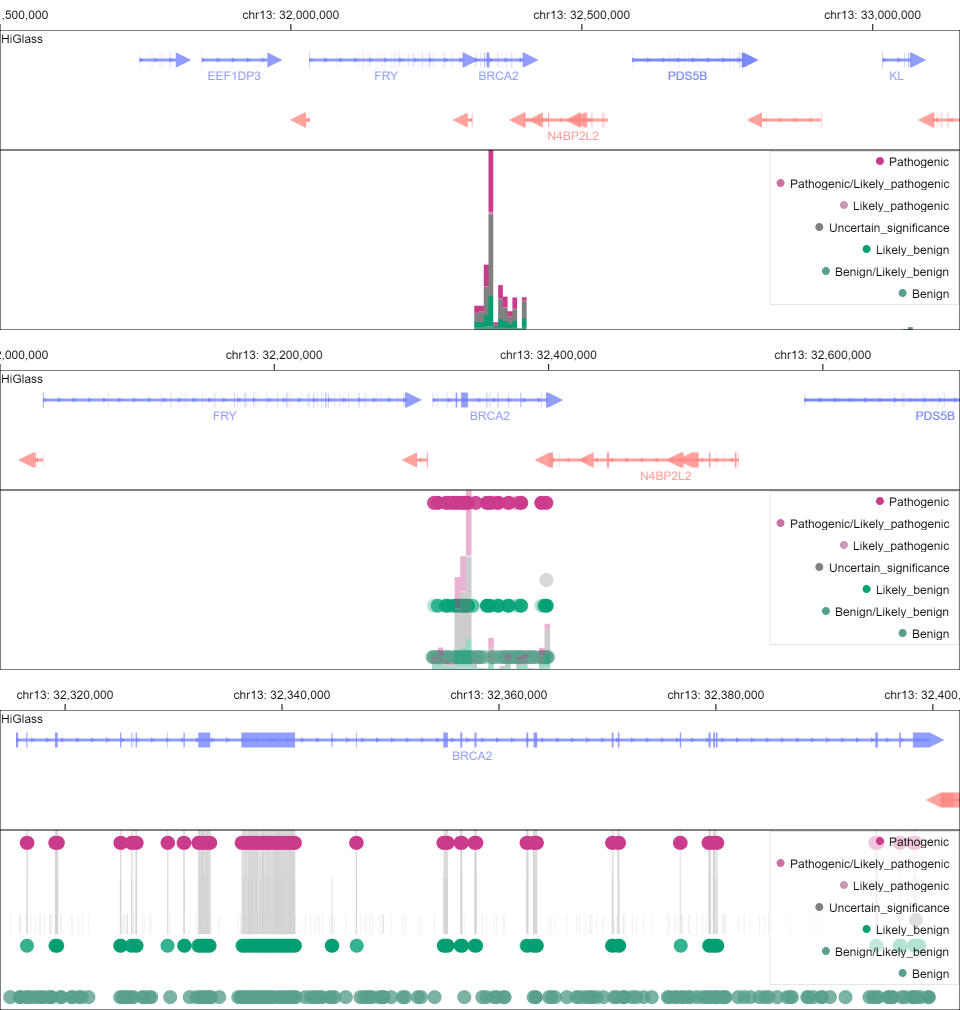 ,500,000
chr13: 32,000,000
chr13: 32,500,000
chr13: 33,000,000
HiGlass
EEF1DP3
FRY
BRCA2
PDS5B
KL
N4BP2L2
Pathogenic
Pathogenic/Likely_pathogenic
Likely_pathogenic
Uncertain_significance
Likely_benign
Benign/Likely_benign
Benign
2,000,000
chr13: 32,200,000
chr13: 32,400,000
chr13: 32,600,000
HiGlass
FRY
BRCA2
PDS5B
N4BP2L2
Pathogenic
Pathogenic/Likely_pathogenic
Likely_pathogenic
Uncertain_significance
Likely_benign
Benign/Likely_benign
Benign
chr13: 32,320,000
chr13: 32,340,000
chr13: 32,360,000
chr13: 32,380,000
chr13: 32,400,
HiGlass
BRCA2
Pathogenic
Pathogenic/Likely_pathogenic
Likely_pathogenic
Uncertain_significance
Likely_benign
Benign/Likely_benign
Benign